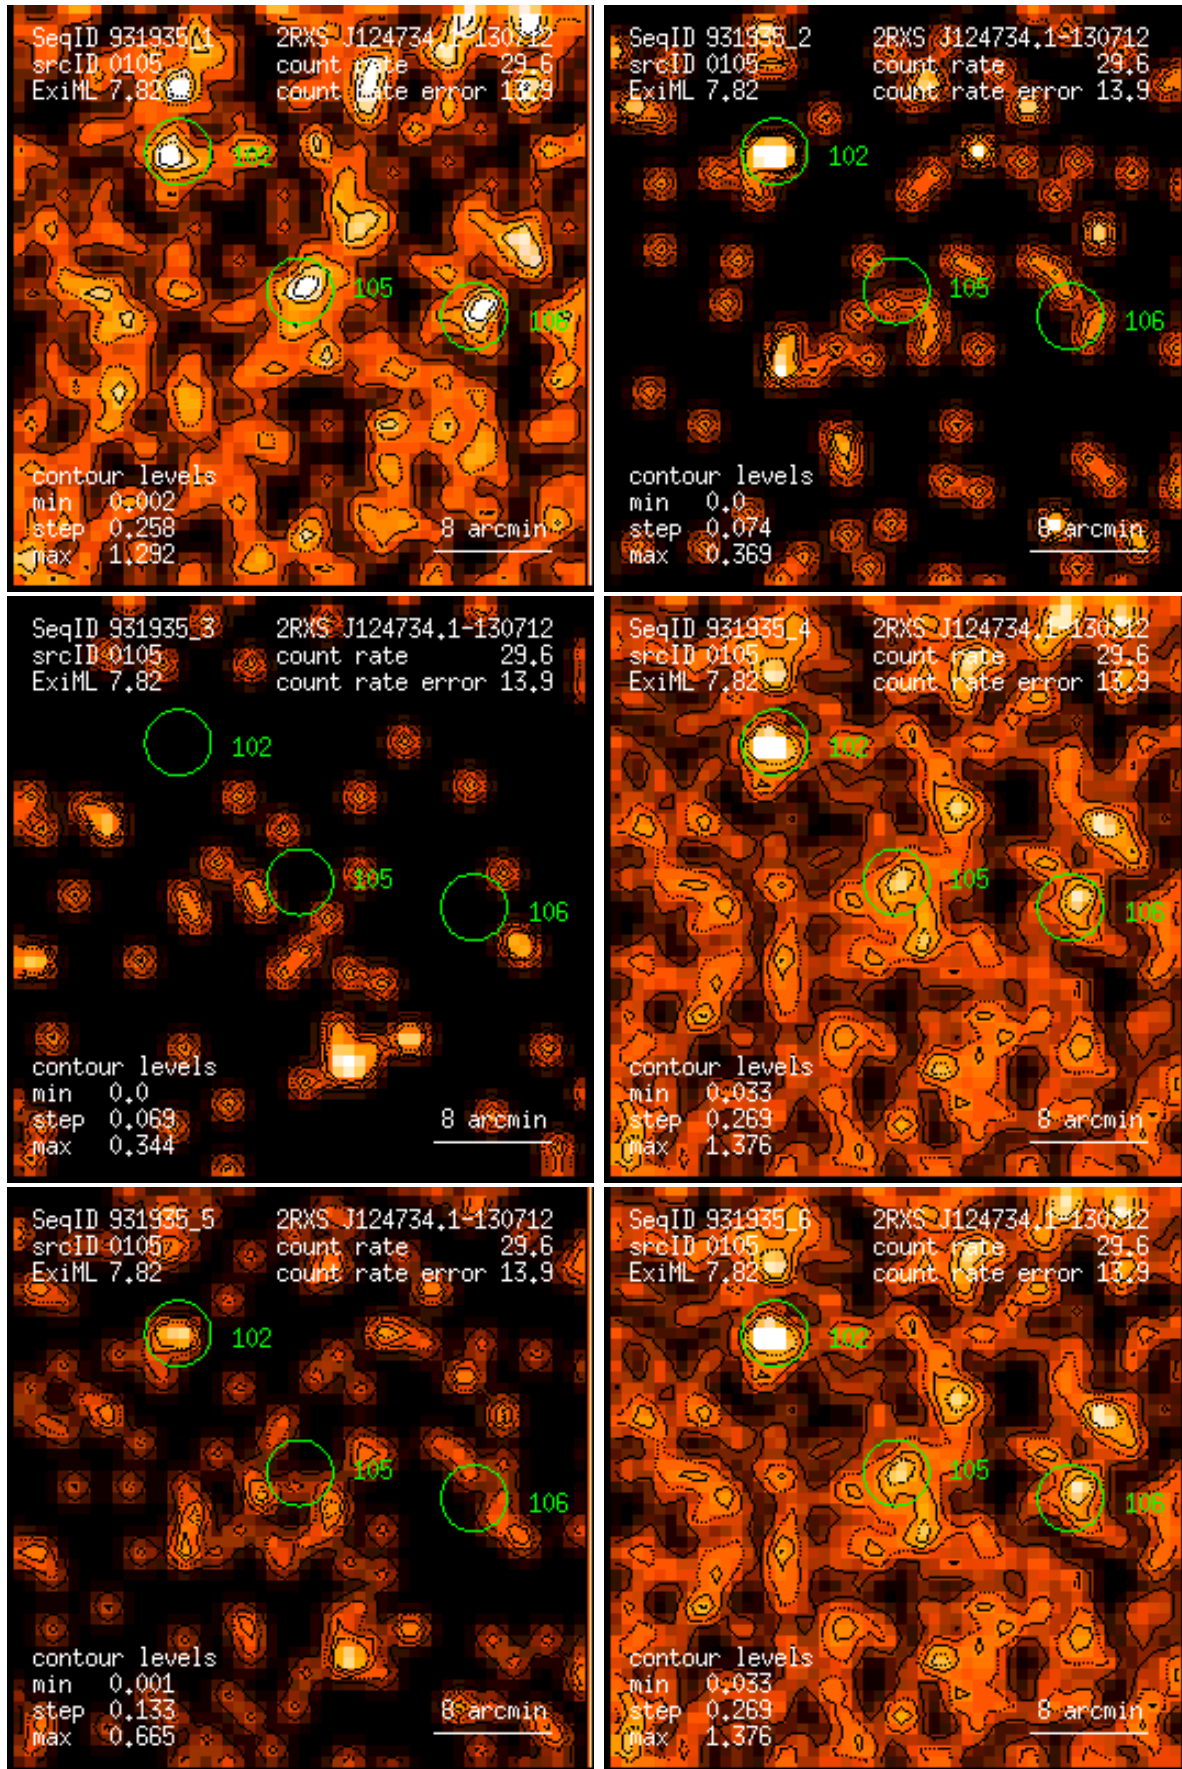 SeqID 931935_1 2RXS J124734.1-130712
srcID 0105 count rate 29.6
ExiML 7.82 count rate error 13.9
102
105
106
contour levels
min 0.002
step 0.258 8 arcmin
max 1.292
SeqID 931935_2 2RXS J124734.1-130712
srcID 0105 count rate 29.6
ExiML 7.82 count rate error 13.9
102
105
106
contour levels
min 0.0
step 0.074 8 arcmin
max 0.369
SeqID 931935_3 2RXS J124734.1-130712
srcID 0105 count rate 29.6
ExiML 7.82 count rate error 13.9
102
105
106
contour levels
min 0.0
step 0.069 8 arcmin
max 0.344
SeqID 931935_4 2RXS J124734.1-130712
srcID 0105 count rate 29.6
ExiML 7.82 count rate error 13.9
102
105
106
contour levels
min 0.033
step 0.269 8 arcmin
max 1.376
SeqID 931935_5 2RXS J124734.1-130712
srcID 0105 count rate 29.6
ExiML 7.82 count rate error 13.9
102
105
106
contour levels
min 0.001
step 0.133 8 arcmin
max 0.665
SeqID 931935_6 2RXS J124734.1-130712
srcID 0105 count rate 29.6
ExiML 7.82 count rate error 13.9
102
105
106
contour levels
min 0.033
step 0.269 8 arcmin
max 1.376